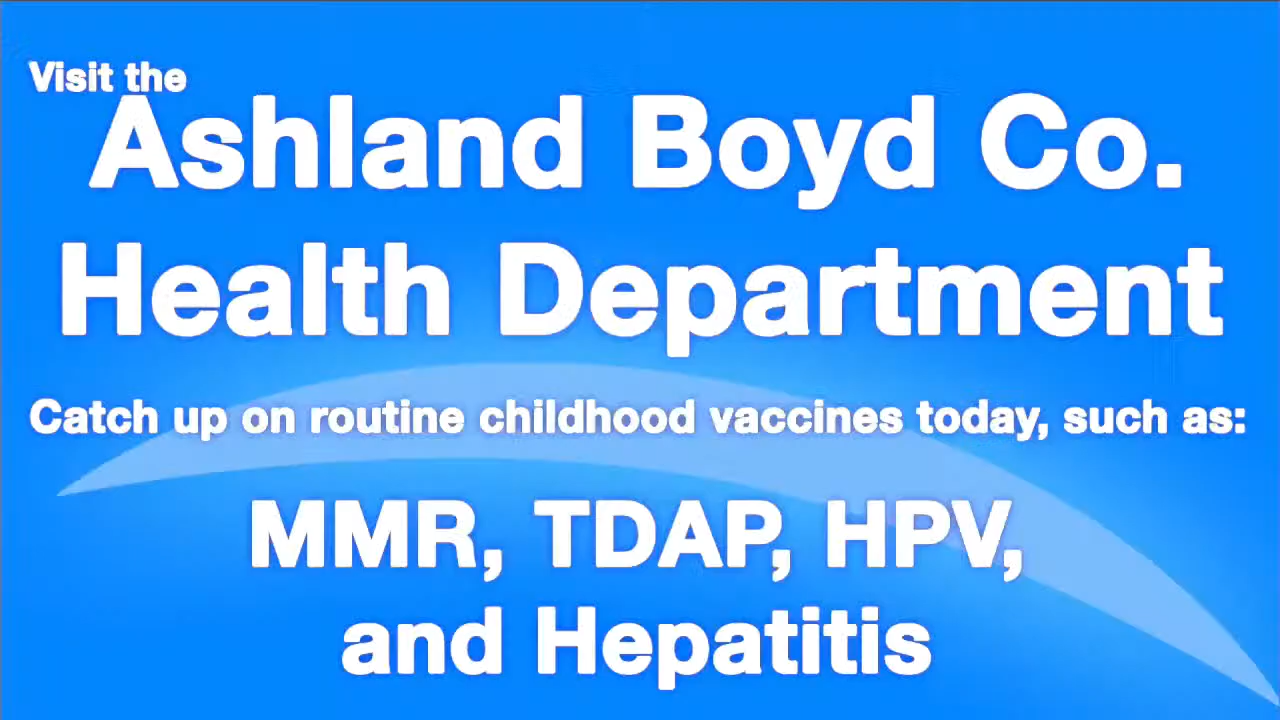 Visit the
Ashland Boyd Co.
Health Department
Catch up on routine childhood vaccines today, such as:
MMR, TDAP, HPV,
and Hepatitis